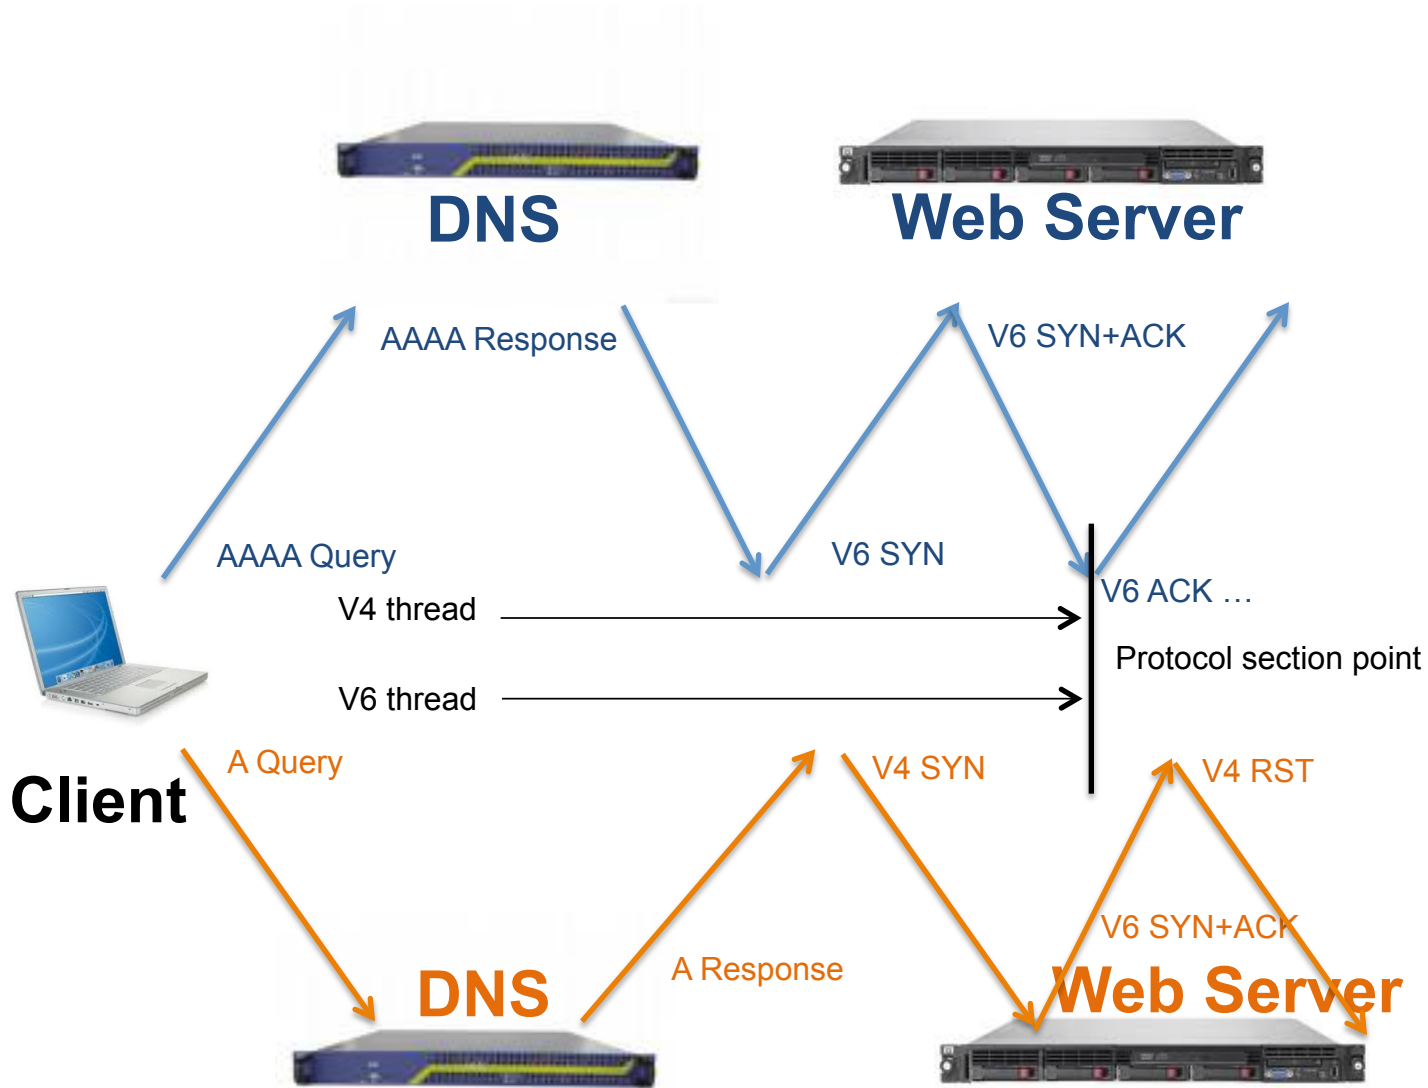 DNS
Web Server
AAAA Response
V6 SYN+ACK
AAAA Query
V6 SYN
V6 ACK …
V4 thread
Protocol section point
V6 thread
Client
A Query
V4 SYN
V4 RST
V6 SYN+ACK
A Response
DNS
Web Server